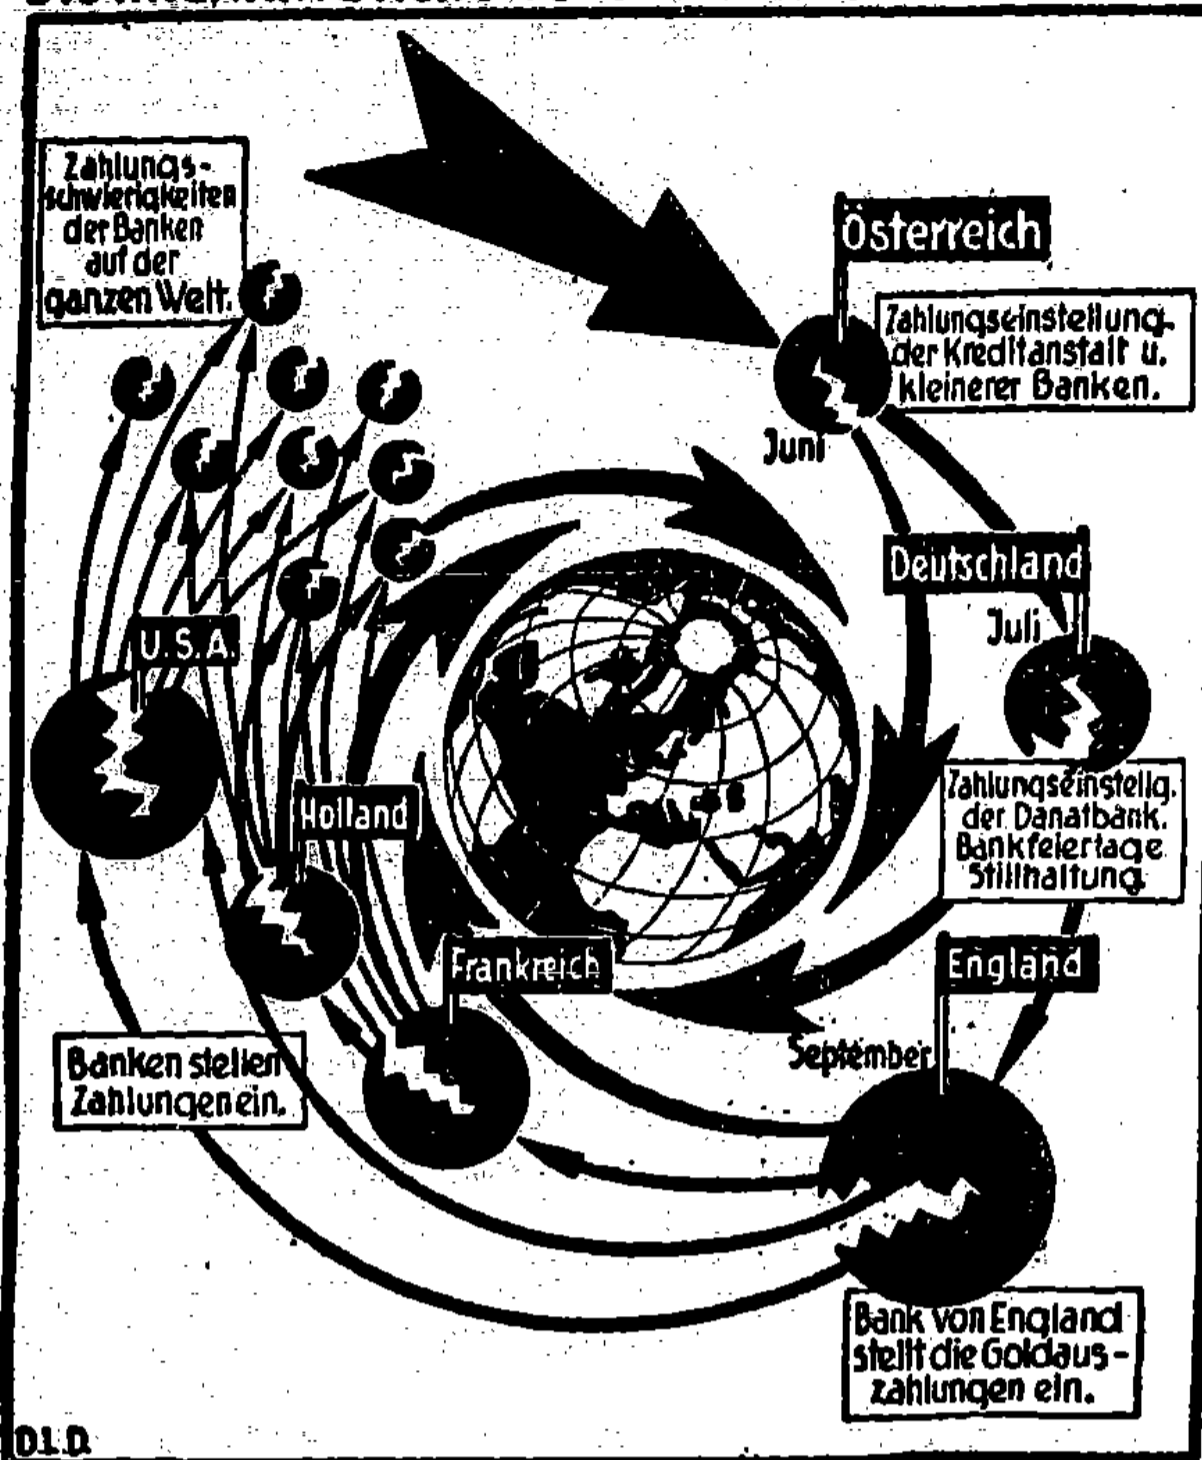 Zahlungs-
schwierigkeiten
der Banken
auf der
ganzen Welt.
Österreich
Zahlungseinstellung
der Kreditanstalt u.
kleinerer Banken.
Juni
Deutschland
Juli
Zahlungseinstellg.
der Danatbank.
Bankfeiertage
Stillhaltung.
U.S.A.
Holland
Frankreich
England
September
Banken stellen
Zahlungen ein.
Bank von England
stellt die Goldaus-
zahlungen ein.
D.L.D.